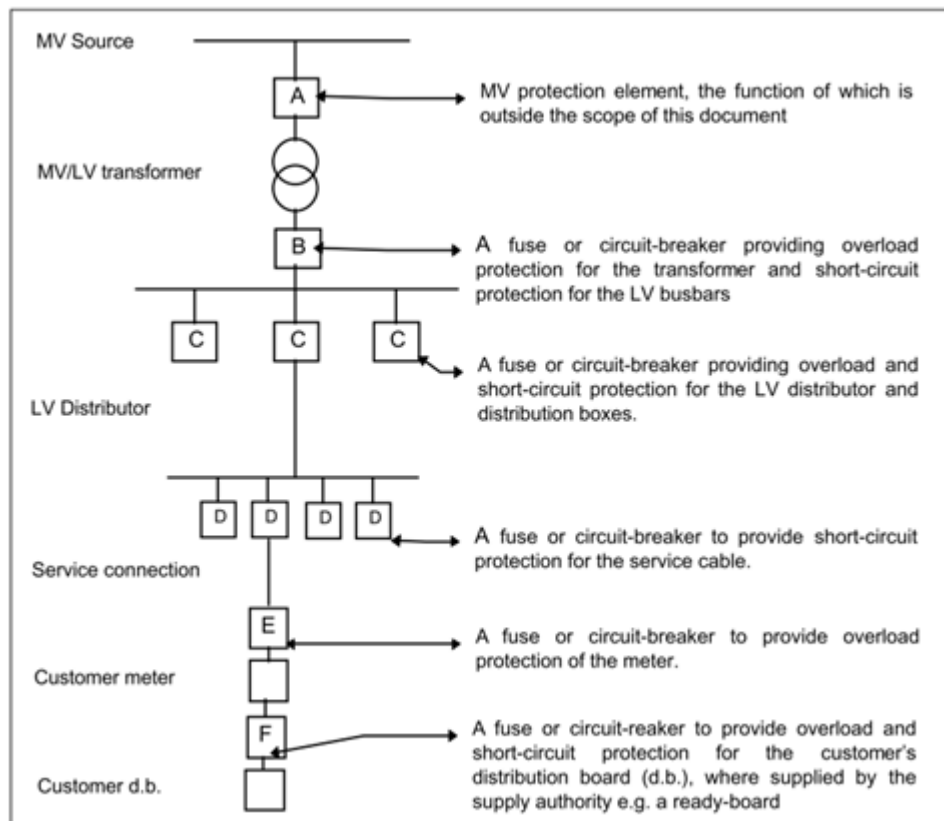 MV Source
A
MV protection element, the function of which is
outside the scope of this document
MV/LV transformer
B
A fuse or circuit-breaker providing overload
protection for the transformer and short-circuit
protection for the LV busbars
C
C
C
A fuse or circuit-breaker providing overload and
short-circuit protection for the LV distributor and
distribution boxes.
LV Distributor
D
D
D
D
A fuse or circuit-breaker to provide short-circuit
protection for the service cable.
Service connection
E
A fuse or circuit-breaker to provide overload
protection of the meter.
Customer meter
F
A fuse or circuit-reaker to provide overload and
short-circuit protection for the customer's
distribution board (d.b.), where supplied by the
supply authority e.g. a ready-board
Customer d.b.